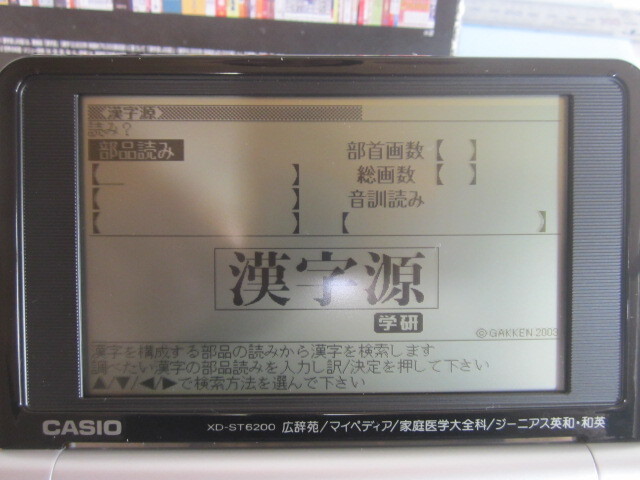 漢字源
読み？
部品読み
部首画数【 】
総画数【 】
音訓読み
漢字源
学研
©GAKKEN 2003
漢字を構成する部品の読みから漢字を検索します
調べたい漢字の部品読みを入力し訳/決定を押して下さい
▲/▼/◀/▶で検索方法を選んで下さい
CASIO XD-ST6200 広辞苑/マイペディア/家庭医学大全科/ジーニアス英和・和英